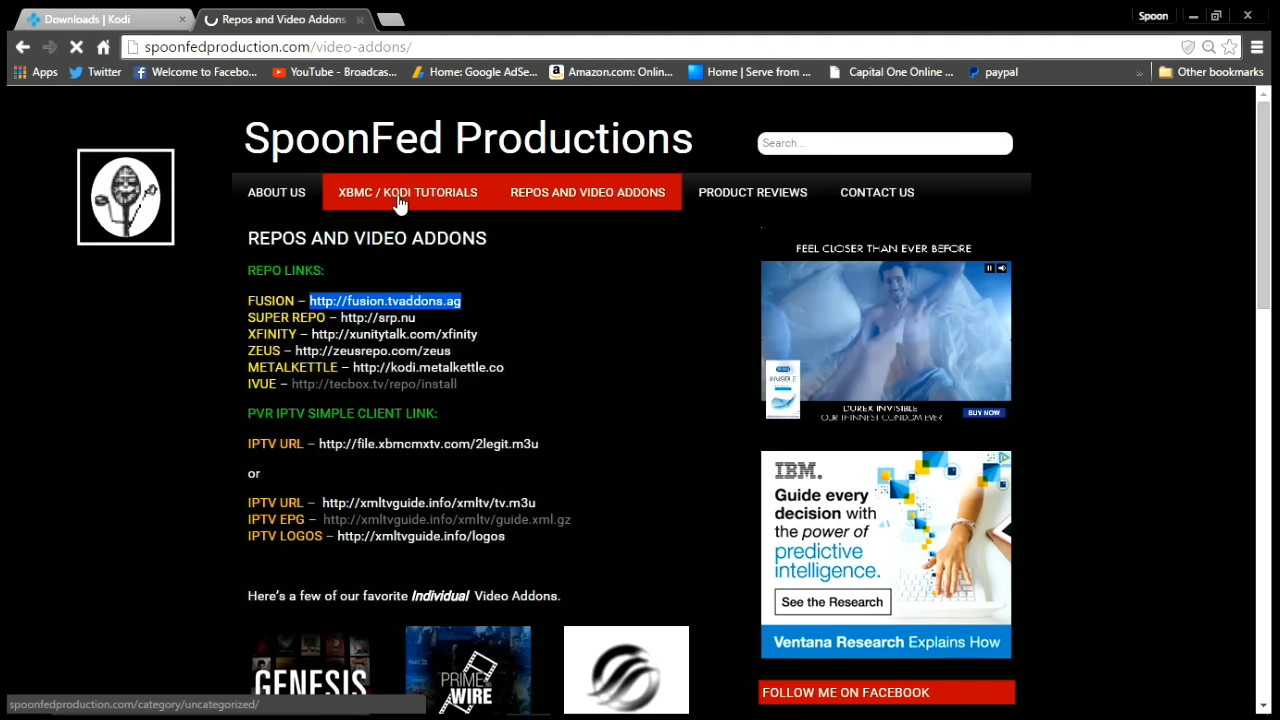 Downloads | Kodi
Repos and Video Addons
Spoon
spoonfedproduction.com/video-addons/
Apps
Twitter
Welcome to Facebo...
YouTube - Broadcas...
Home: Google AdSe...
Amazon.com: Onlin...
Home | Serve from ...
Capital One Online ...
paypal
»
Other bookmarks
SpoonFed Productions
Search...
ABOUT US
XBMC / KODI TUTORIALS
REPOS AND VIDEO ADDONS
PRODUCT REVIEWS
CONTACT US
REPOS AND VIDEO ADDONS
REPO LINKS:
FUSION – http://fusion.tvaddons.ag
SUPER REPO – http://srp.nu
XFINITY – http://xunitytalk.com/xfinity
ZEUS – http://zeusrepo.com/zeus
METALKETTLE – http://kodi.metalkettle.co
IVUE – http://tecbox.tv/repo/install
PVR IPTV SIMPLE CLIENT LINK:
IPTV URL – http://file.xbmcmxtv.com/2legit.m3u
or
IPTV URL – http://xmltvguide.info/xmltv/tv.m3u
IPTV EPG – http://xmltvguide.info/xmltv/guide.xml.gz
IPTV LOGOS – http://xmltvguide.info/logos
Here's a few of our favorite Individual Video Addons.
GENESIS
PRIME
WIRE
FEEL CLOSER THAN EVER BEFORE
durex
INVISIBLE
DUREX INVISIBLE
OUR THINNEST CONDOM EVER
BUY NOW
IBM.
Guide every
decision with
the power of
predictive
intelligence.
See the Research
Ventana Research Explains How
FOLLOW ME ON FACEBOOK
spoonfedproduction.com/category/uncategorized/